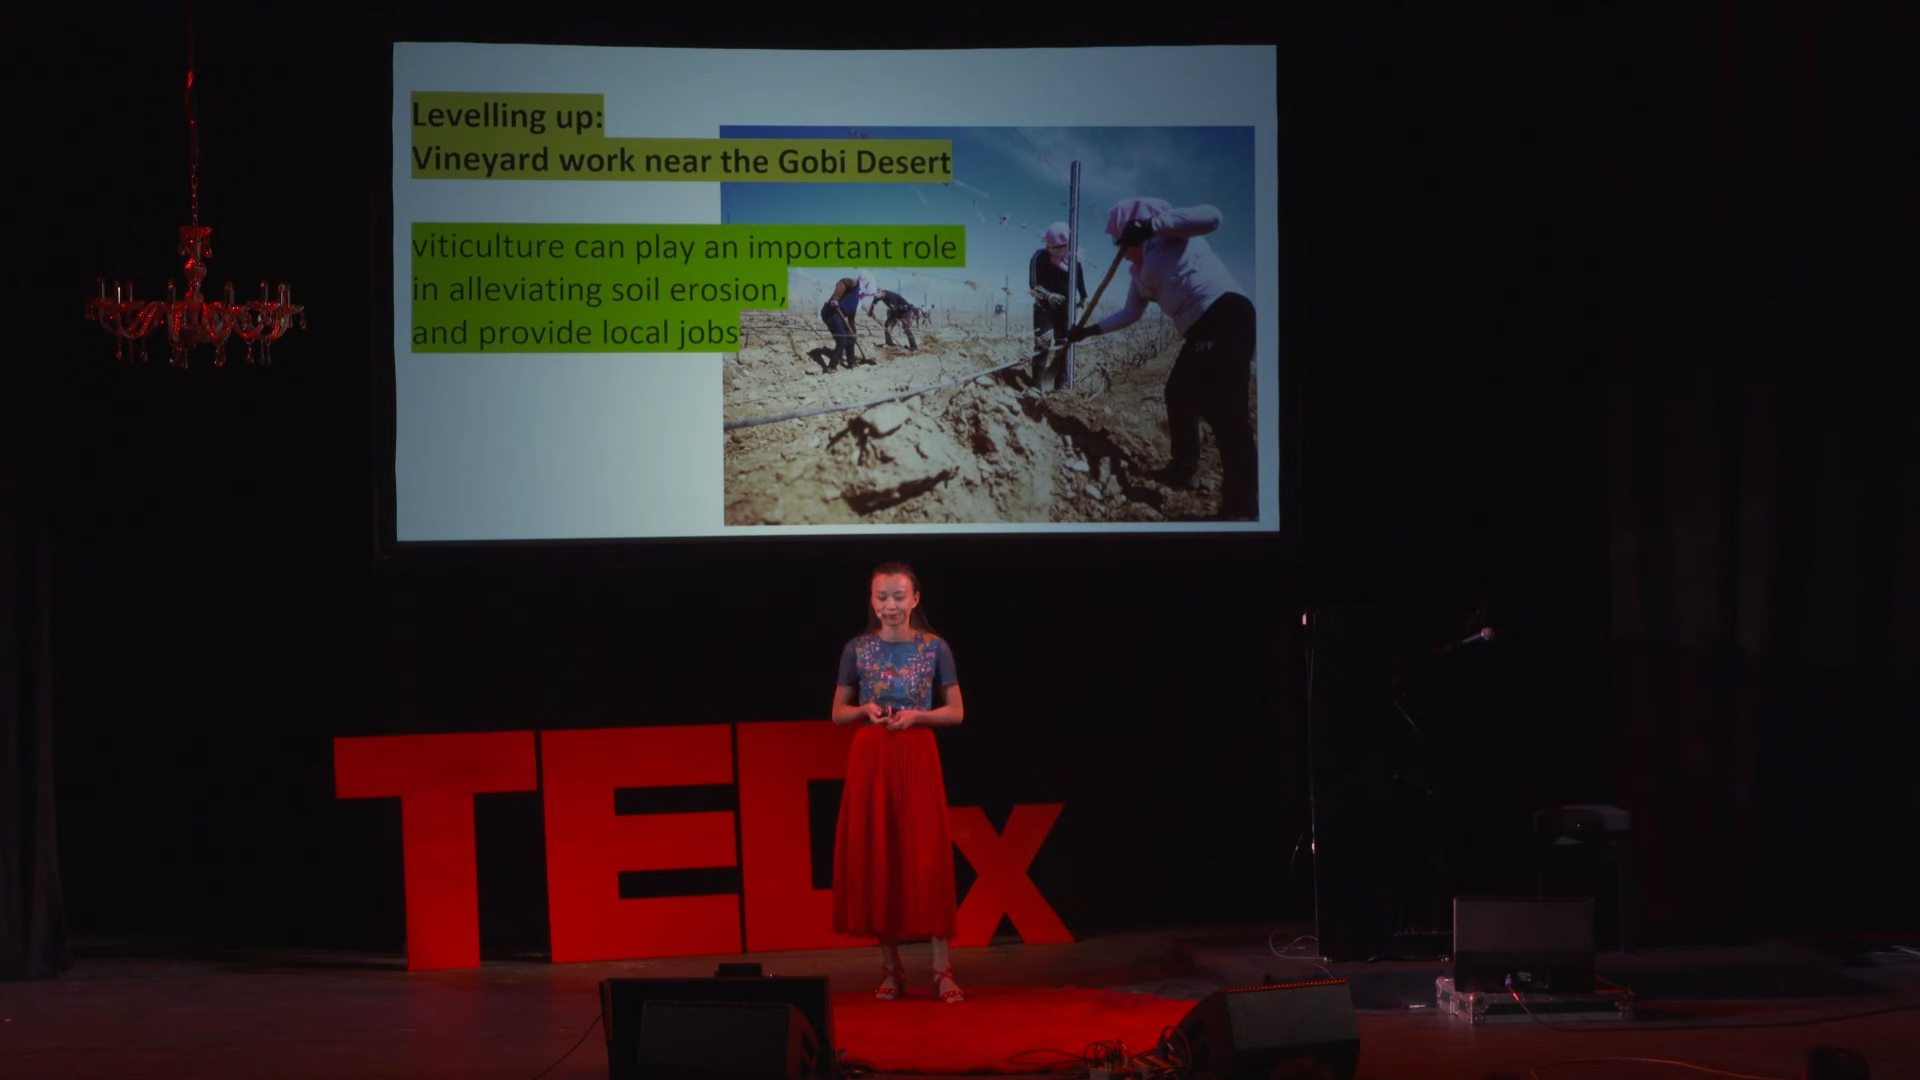 Levelling up:
Vineyard work near the Gobi Desert
viticulture can play an important role
in alleviating soil erosion,
and provide local jobs
TEDx